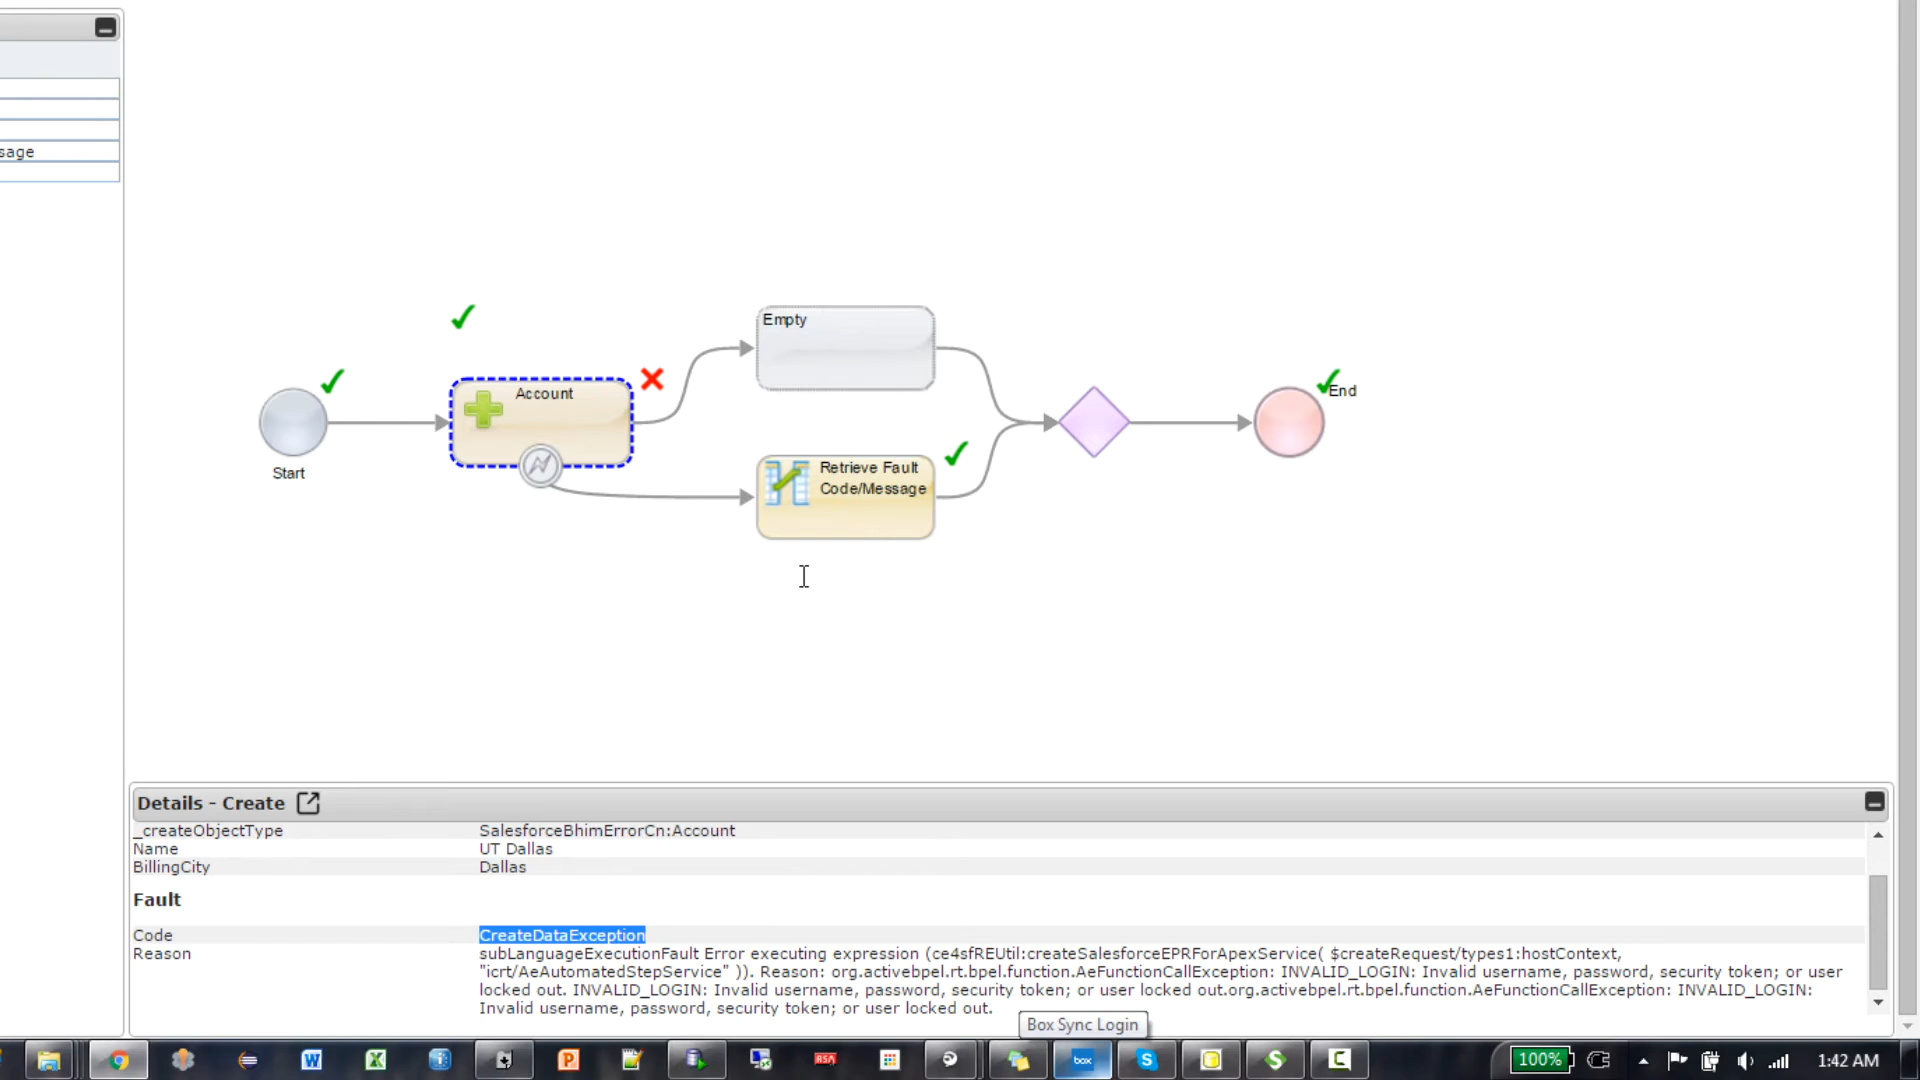 sage
Empty
Account
End
Retrieve Fault
Code/Message
Start
Details - Create
_createObjectType SalesforceBhimErrorCn:Account
Name UT Dallas
BillingCity Dallas
Fault
Code CreateDataException
Reason subLanguageExecutionFault Error executing expression (ce4sfREUtil:createSalesforceEPRForApexService( $createRequest/types1:hostContext,
"icrt/AeAutomatedStepService" )). Reason: org.activebpel.rt.bpel.function.AeFunctionCallException: INVALID_LOGIN: Invalid username, password, security token; or user
locked out. INVALID_LOGIN: Invalid username, password, security token; or user locked out.org.activebpel.rt.bpel.function.AeFunctionCallException: INVALID_LOGIN:
Invalid username, password, security token; or user locked out.
Box Sync Login
RSA
box
100%
1:42 AM